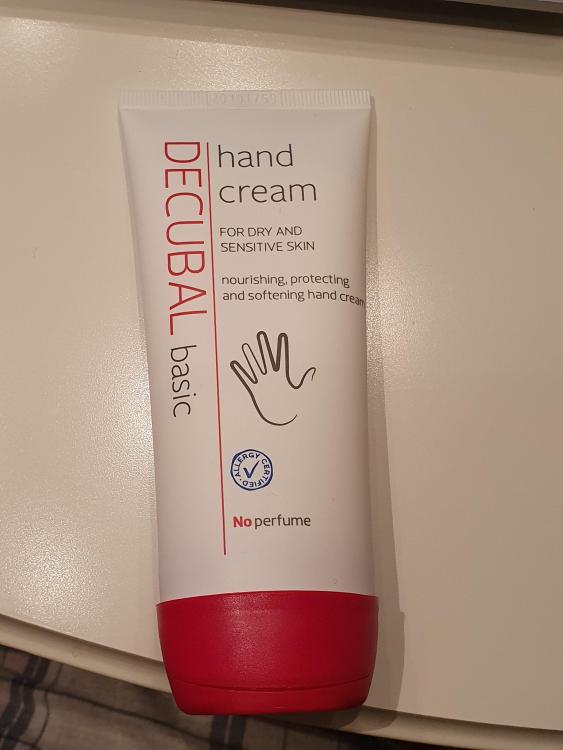 DECUBAL basic
hand
cream
FOR DRY AND
SENSITIVE SKIN
nourishing, protecting
and softening hand cream
ALLERGY CERTIFIED
No perfume